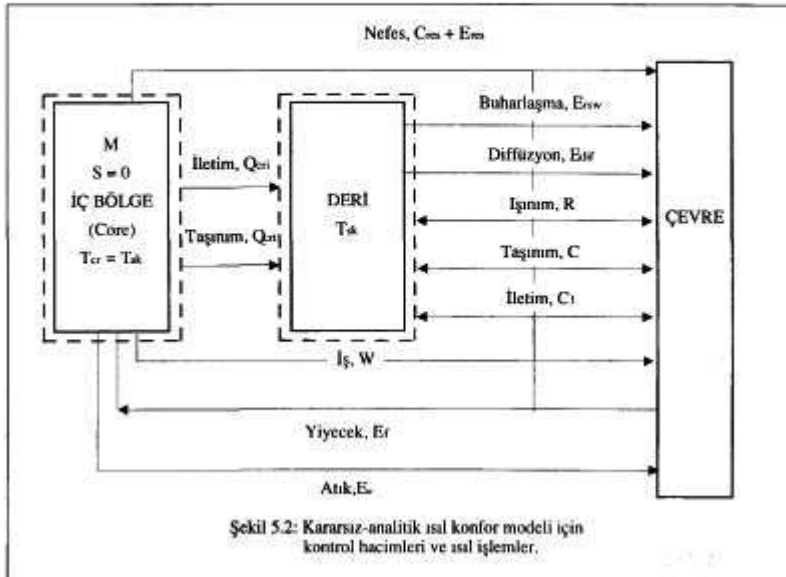 Nefes, Cres + Eres
Buharlaşma, Ersw
M
S = 0
İÇ BÖLGE
(Core)
Tcr = Tsk
İletim, Qcri
Taşınım, Qcri
DERİ
Tsk
Diffüzyon, Edif
Işınım, R
Taşınım, C
İletim, C1
ÇEVRE
İş, W
Yiyecek, Ef
Atık,Ew
Şekil 5.2: Kararsız-analitik ısıl konfor modeli için
kontrol hacimleri ve ısıl işlemler.